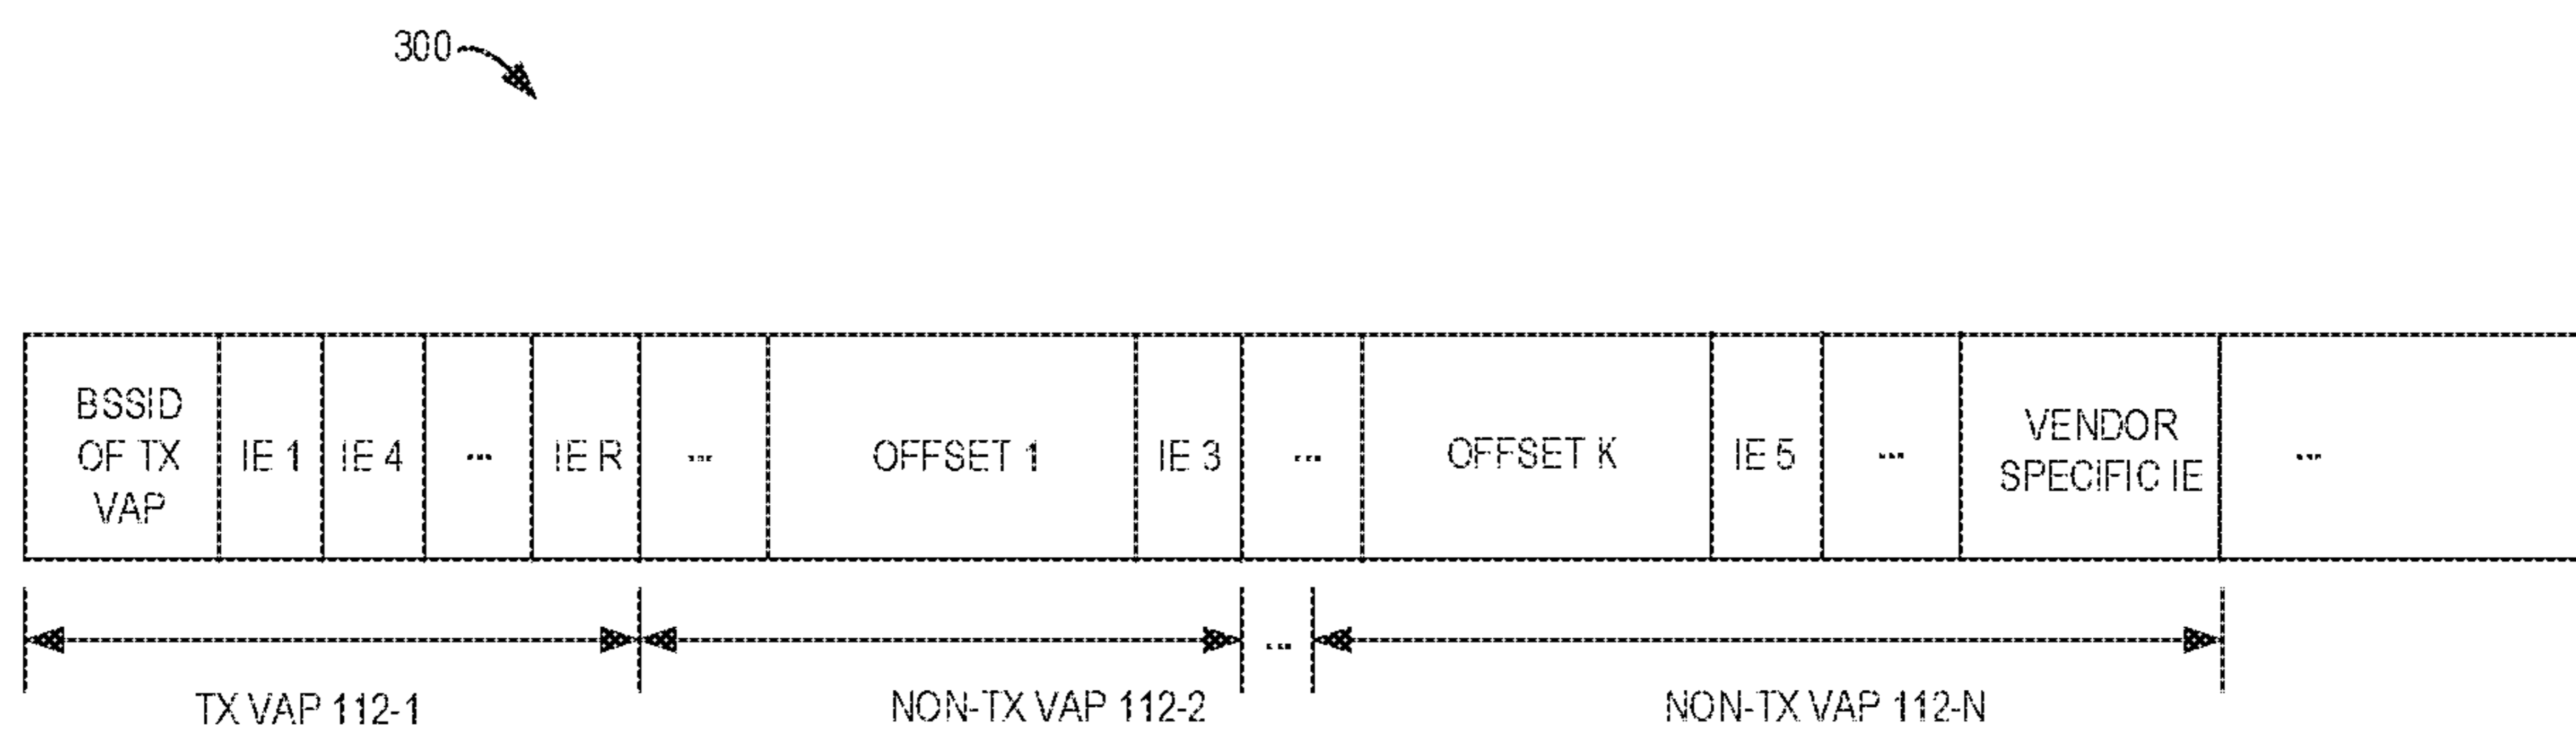 300
BSSID
OF TX
VAP
IE 1
IE 4
...
IE R
...
OFFSET 1
IE 3
...
OFFSET K
IE 5
...
VENDOR
SPECIFIC IE
...
...
TX VAP 112-1
NON-TX VAP 112-2
NON-TX VAP 112-N